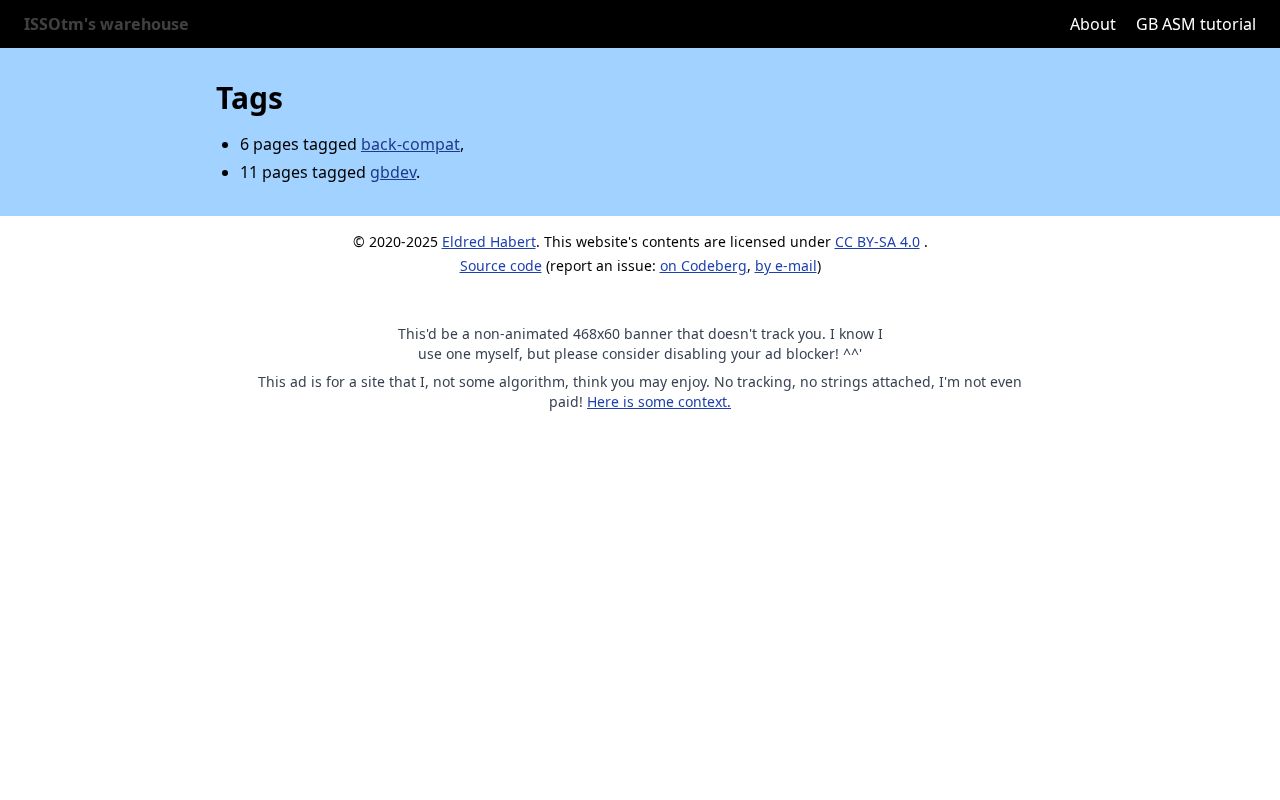 ISSOtm's warehouse
About
GB ASM tutorial
Tags
6 pages tagged back-compat,
11 pages tagged gbdev.
© 2020-2025 Eldred Habert. This website's contents are licensed under CC BY-SA 4.0 .
Source code (report an issue: on Codeberg, by e-mail)
This'd be a non-animated 468x60 banner that doesn't track you. I know I
use one myself, but please consider disabling your ad blocker! ^^'
This ad is for a site that I, not some algorithm, think you may enjoy. No tracking, no strings attached, I'm not even
paid! Here is some context.